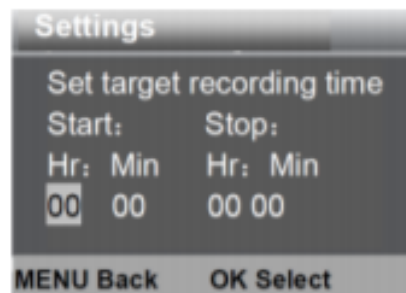 Settings
Set target recording time
Start: Stop:
Hr: Min Hr: Min
00 00 00 00
MENU Back OK Select